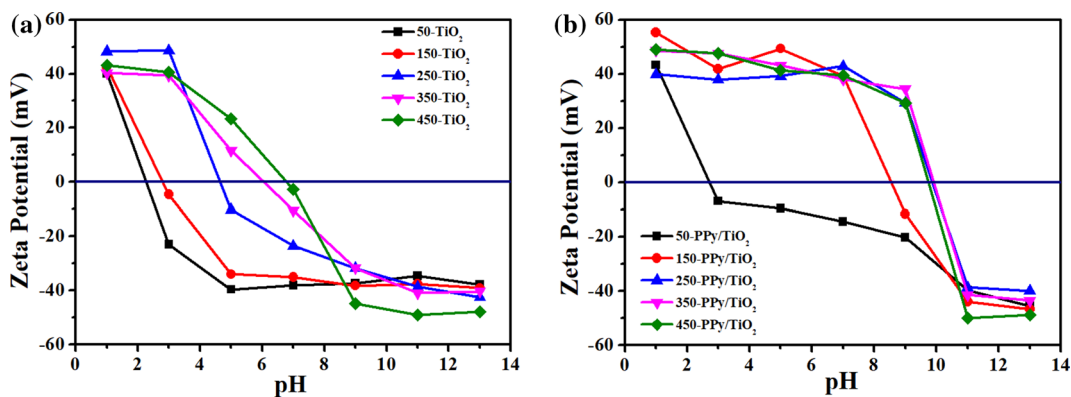 (a)
60
40
20
0
-20
-40
-60
Zeta Potential (mV)
50-TiO₂
150-TiO₂
250-TiO₂
350-TiO₂
450-TiO₂
0 2 4 6 8 10 12 14
pH
(b)
60
40
20
0
-20
-40
-60
Zeta Potential (mV)
50-PPy/TiO₂
150-PPy/TiO₂
250-PPy/TiO₂
350-PPy/TiO₂
450-PPy/TiO₂
0 2 4 6 8 10 12 14
pH